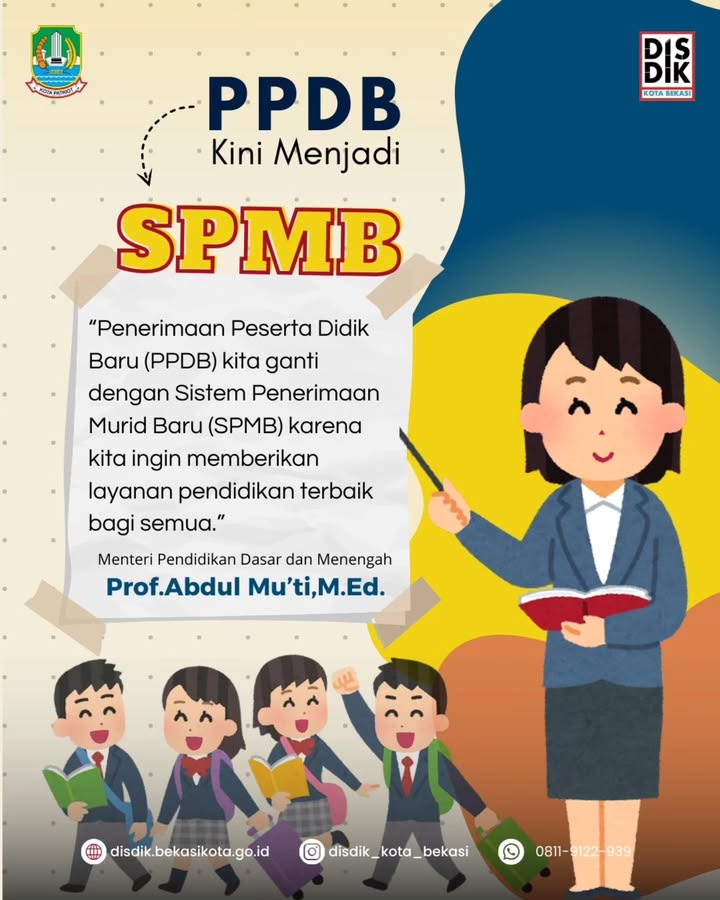 KOTA PATRIOT
DIS
DIK
KOTA BEKASI
PPDB
Kini Menjadi
SPMB
“Penerimaan Peserta Didik
Baru (PPDB) kita ganti
dengan Sistem Penerimaan
Murid Baru (SPMB) karena
kita ingin memberikan
layanan pendidikan terbaik
bagi semua.”
Menteri Pendidikan Dasar dan Menengah
Prof.Abdul Mu’ti,M.Ed.
disdik.bekasikota.go.id
disdik_kota_bekasi
0811-9122-939